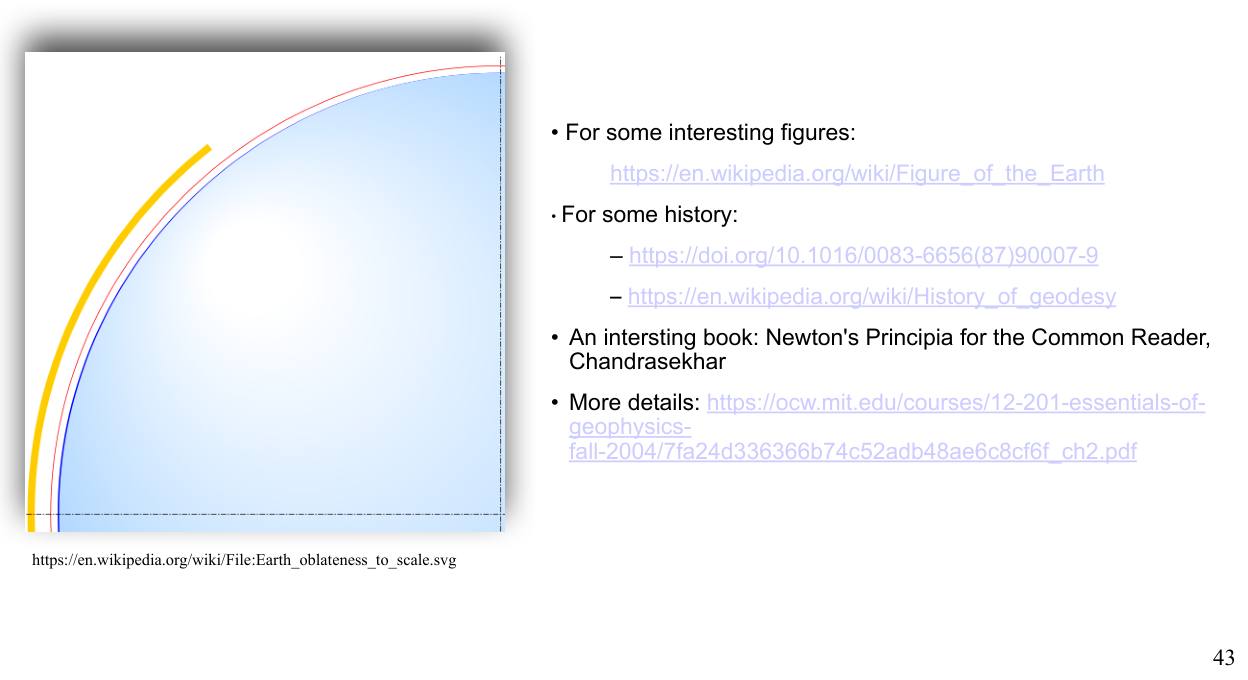 • For some interesting figures:
https://en.wikipedia.org/wiki/Figure_of_the_Earth
• For some history:
– https://doi.org/10.1016/0083-6656(87)90007-9
– https://en.wikipedia.org/wiki/History_of_geodesy
• An intersting book: Newton's Principia for the Common Reader,
Chandrasekhar
• More details: https://ocw.mit.edu/courses/12-201-essentials-of-
geophysics-
fall-2004/7fa24d336366b74c52adb48ae6c8cf6f_ch2.pdf
https://en.wikipedia.org/wiki/File:Earth_oblateness_to_scale.svg
43